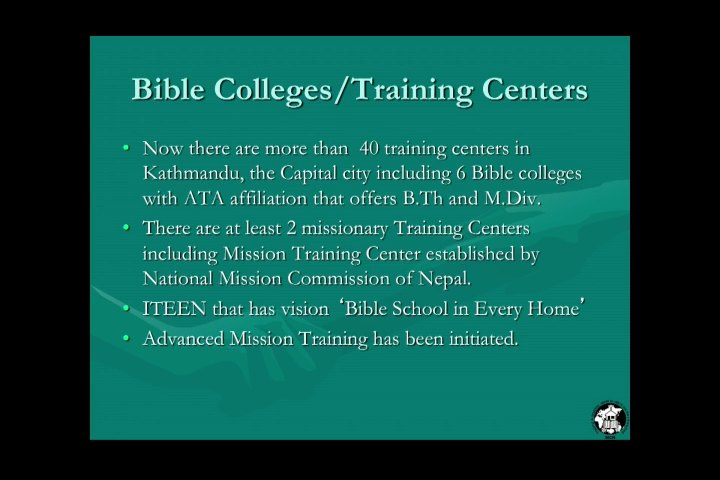 Bible Colleges/Training Centers
• Now there are more than 40 training centers in
Kathmandu, the Capital city including 6 Bible colleges
with ATA affiliation that offers B.Th and M.Div.
• There are at least 2 missionary Training Centers
including Mission Training Center established by
National Mission Commission of Nepal.
• ITEEN that has vision ‘Bible School in Every Home’
• Advanced Mission Training has been initiated.